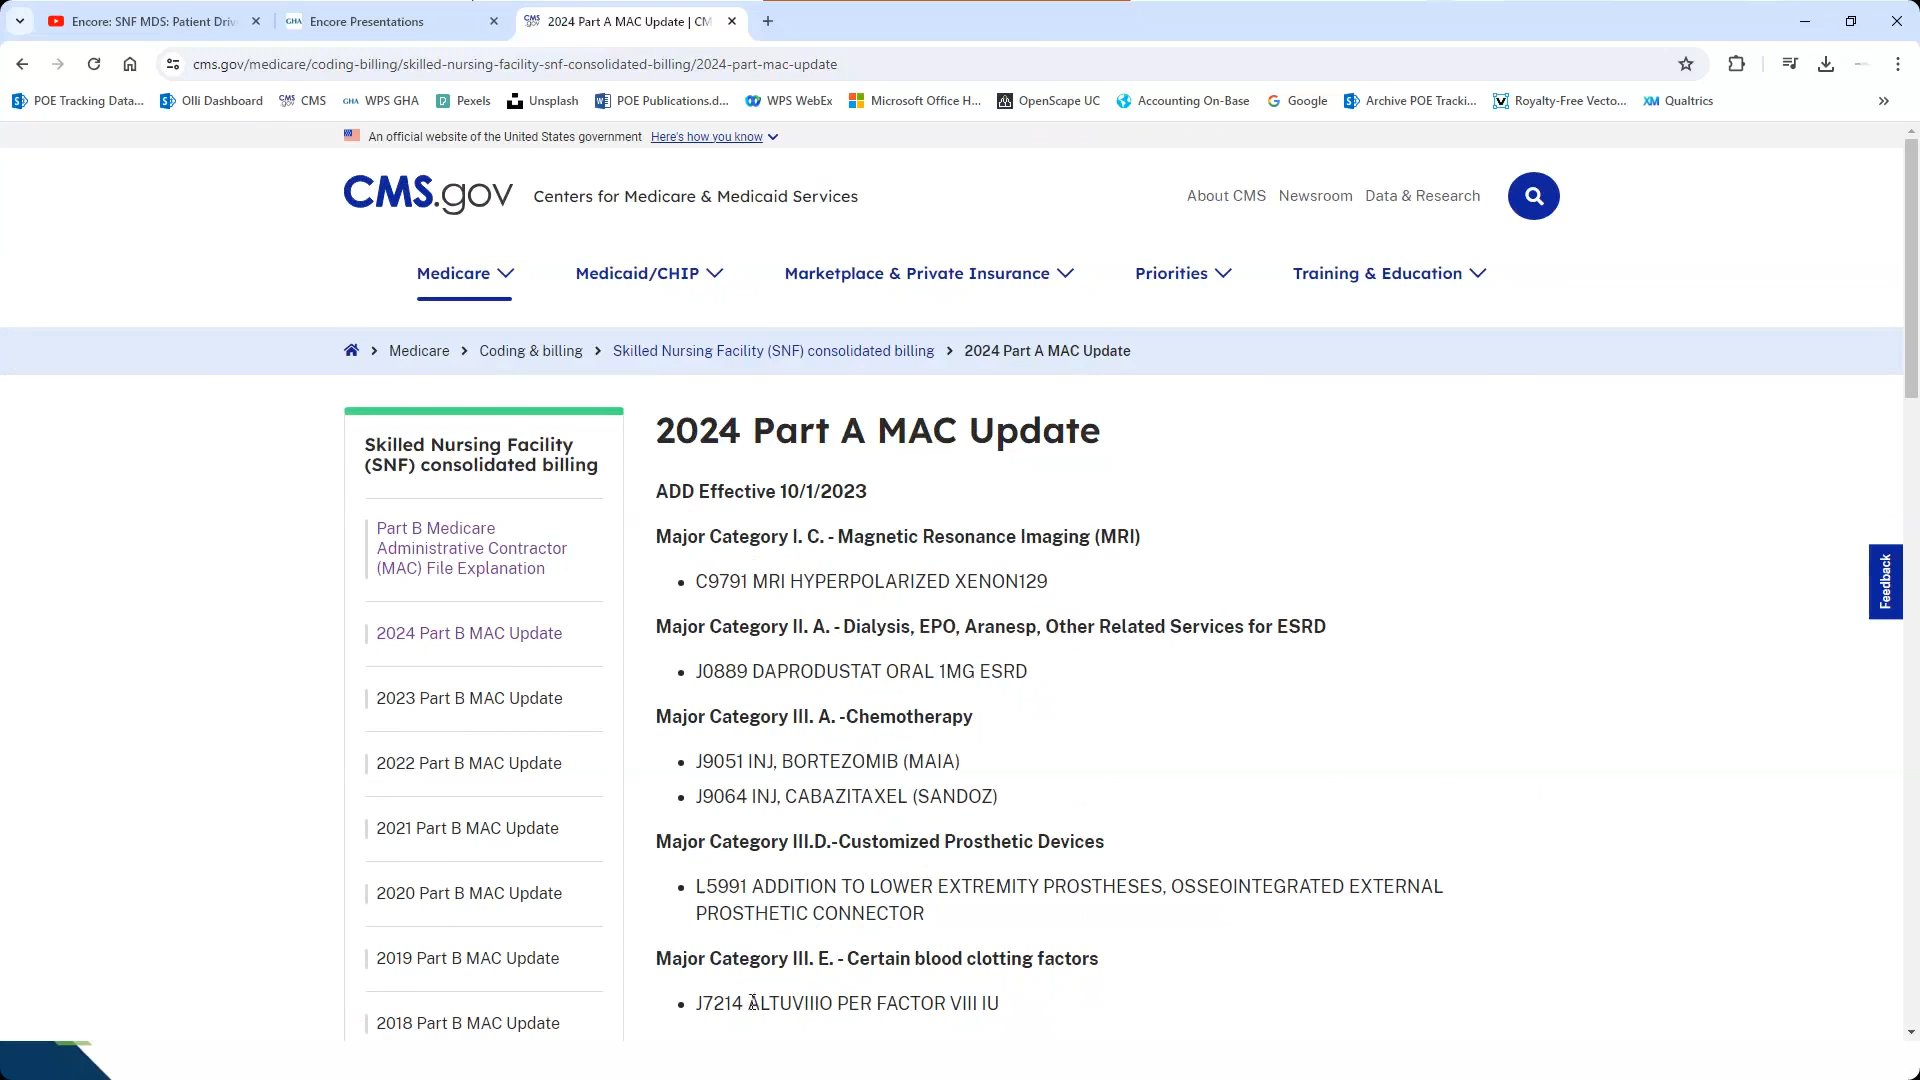 Encore: SNF MDS: Patient Driv
GHA Encore Presentations
CMS 2024 Part A MAC Update | CM
cms.gov/medicare/coding-billing/skilled-nursing-facility-snf-consolidated-billing/2024-part-mac-update
POE Tracking Data... Olli Dashboard CMS CMS GHA WPS GHA Pexels Unsplash POE Publications.d... WPS WebEx Microsoft Office H... OpenScape UC Accounting On-Base Google Archive POE Tracki... Royalty-Free Vecto... XM Qualtrics
An official website of the United States government Here's how you know
CMS.gov Centers for Medicare & Medicaid Services
About CMS Newsroom Data & Research
Medicare Medicaid/CHIP Marketplace & Private Insurance Priorities Training & Education
Medicare Coding & billing Skilled Nursing Facility (SNF) consolidated billing 2024 Part A MAC Update
Skilled Nursing Facility
(SNF) consolidated billing
Part B Medicare
Administrative Contractor
(MAC) File Explanation
2024 Part B MAC Update
2023 Part B MAC Update
2022 Part B MAC Update
2021 Part B MAC Update
2020 Part B MAC Update
2019 Part B MAC Update
2018 Part B MAC Update
2024 Part A MAC Update
ADD Effective 10/1/2023
Major Category I. C. - Magnetic Resonance Imaging (MRI)
• C9791 MRI HYPERPOLARIZED XENON129
Major Category II. A. - Dialysis, EPO, Aranesp, Other Related Services for ESRD
• J0889 DAPRODUSTAT ORAL 1MG ESRD
Major Category III. A. -Chemotherapy
• J9051 INJ, BORTEZOMIB (MAIA)
• J9064 INJ, CABAZITAXEL (SANDOZ)
Major Category III.D.-Customized Prosthetic Devices
• L5991 ADDITION TO LOWER EXTREMITY PROSTHESES, OSSEOINTEGRATED EXTERNAL
PROSTHETIC CONNECTOR
Major Category III. E. - Certain blood clotting factors
• J7214 ALTUVIIIO PER FACTOR VIII IU
Feedback